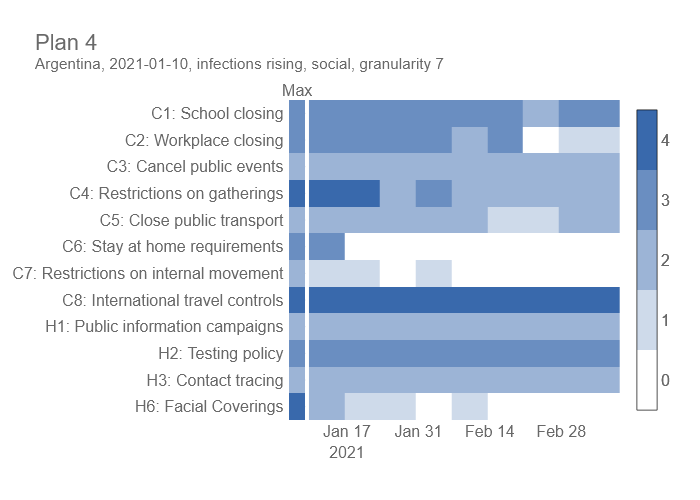 Plan 4
Argentina, 2021-01-10, infections rising, social, granularity 7
Max
C1: School closing
C2: Workplace closing
C3: Cancel public events
C4: Restrictions on gatherings
C5: Close public transport
C6: Stay at home requirements
C7: Restrictions on internal movement
C8: International travel controls
H1: Public information campaigns
H2: Testing policy
H3: Contact tracing
H6: Facial Coverings
Jan 17 Jan 31 Feb 14 Feb 28
2021
4
3
2
1
0